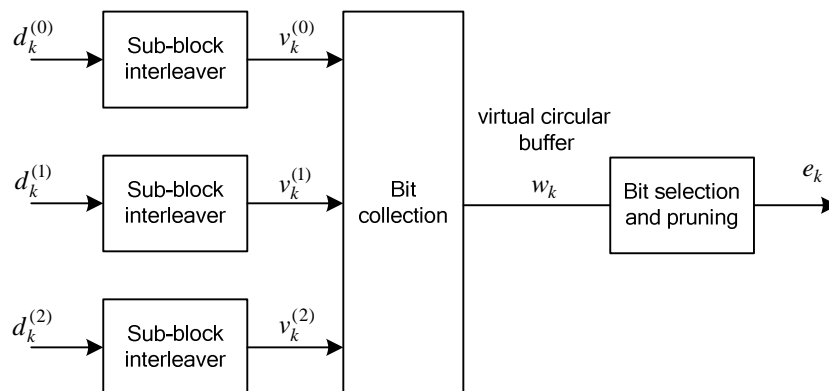 d_k^{(0)}
Sub-block
interleaver
v_k^{(0)}
d_k^{(1)}
Sub-block
interleaver
v_k^{(1)}
d_k^{(2)}
Sub-block
interleaver
v_k^{(2)}
Bit
collection
virtual circular
buffer
w_k
Bit selection
and pruning
e_k